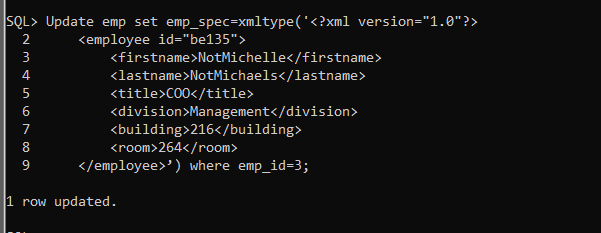 SQL> Update emp set emp_spec=xmltype('<?xml version="1.0"?>
2 <employee id="be135">
3 <firstname>NotMichelle</firstname>
4 <lastname>NotMichaels</lastname>
5 <title>COO</title>
6 <division>Management</division>
7 <building>216</building>
8 <room>264</room>
9 </employee>’) where emp_id=3;
1 row updated.